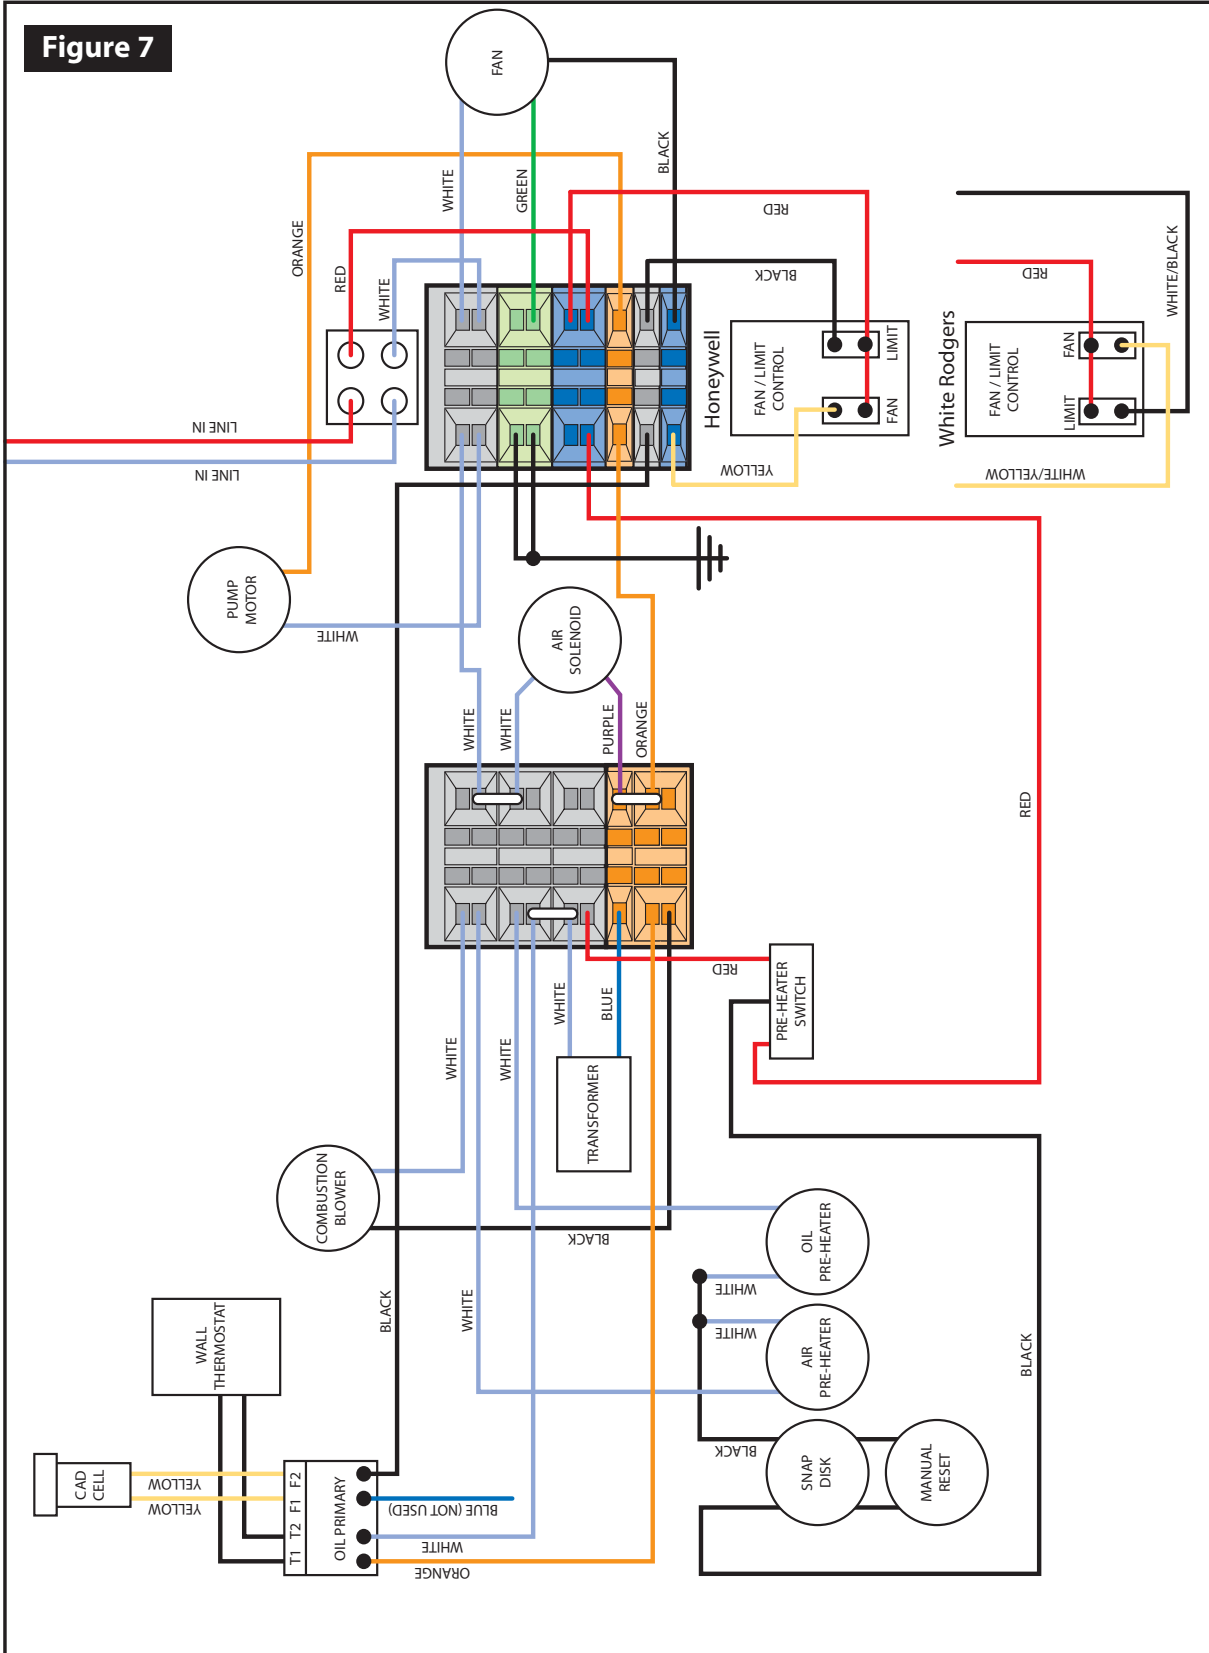 Figure 7
FAN
ORANGE
RED
WHITE
WHITE
GREEN
BLACK
RED
BLACK
RED
WHITE/BLACK
LINE IN
LINE IN
Honeywell
FAN / LIMIT
CONTROL
LIMIT
FAN
YELLOW
White Rodgers
FAN / LIMIT
CONTROL
FAN
LIMIT
WHITE/YELLOW
PUMP
MOTOR
WHITE
AIR
SOLENOID
WHITE
WHITE
PURPLE
ORANGE
RED
RED
PRE-HEATER
SWITCH
WHITE
WHITE
WHITE
BLUE
TRANSFORMER
COMBUSTION
BLOWER
BLACK
BLACK
WHITE
OIL
PRE-HEATER
WHITE
WHITE
AIR
PRE-HEATER
BLACK
BLACK
SNAP
DISK
MANUAL
RESET
WALL
THERMOSTAT
CAD
CELL
YELLOW
YELLOW
T1 T2 F1 F2
OIL PRIMARY
BLUE (NOT USED)
WHITE
ORANGE